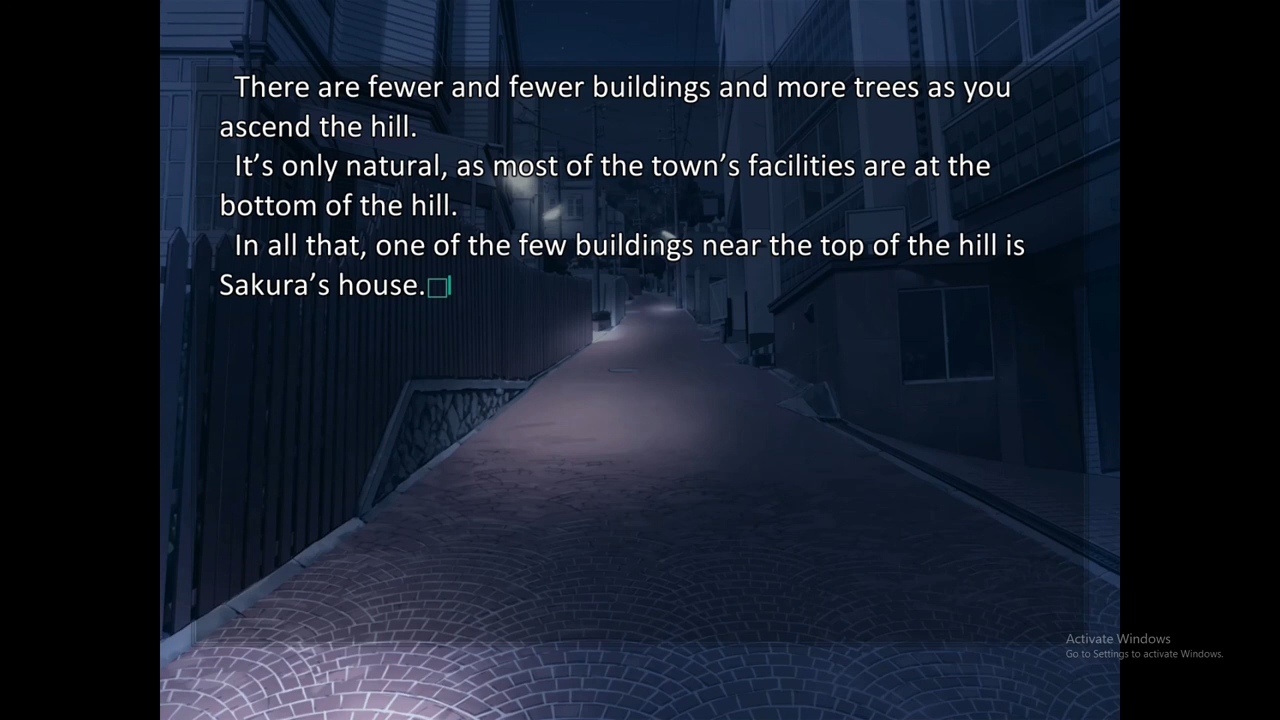 There are fewer and fewer buildings and more trees as you
ascend the hill.
It’s only natural, as most of the town’s facilities are at the
bottom of the hill.
In all that, one of the few buildings near the top of the hill is
Sakura’s house.
Activate Windows
Go to Settings to activate Windows.